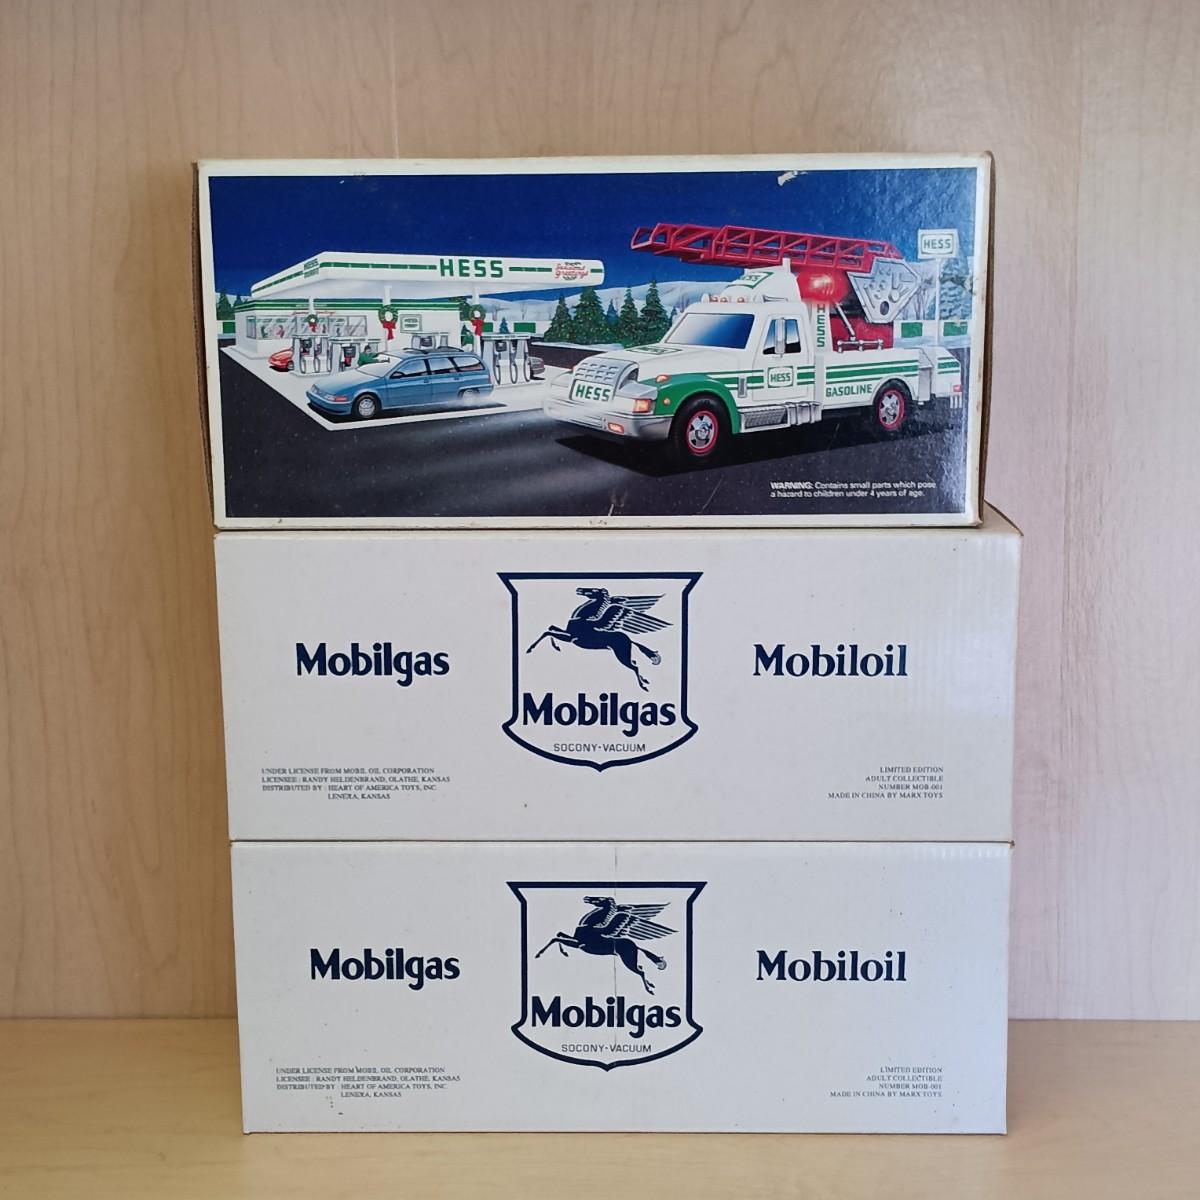 HESS
Seasons Greetings
HESS
HESS
HESS
HESS
HESS
HESS
GASOLINE
WARNING: Contains small parts which pose
a hazard to children under 4 years of age.
Mobilgas
Mobilgas
SOCONY-VACUUM
Mobiloil
UNDER LICENSE FROM MOBIL OIL CORPORATION
LICENSEE : RANDY HELDENBRAND, OLATHE, KANSAS
DISTRIBUTED BY : HEART OF AMERICA TOYS, INC.
LENEXA, KANSAS
LIMITED EDITION
ADULT COLLECTIBLE
NUMBER MOB-001
MADE IN CHINA BY MARX TOYS
Mobilgas
Mobilgas
SOCONY-VACUUM
Mobiloil
UNDER LICENSE FROM MOBIL OIL CORPORATION
LICENSEE : RANDY HELDENBRAND, OLATHE, KANSAS
DISTRIBUTED BY : HEART OF AMERICA TOYS, INC.
LENEXA, KANSAS
LIMITED EDITION
ADULT COLLECTIBLE
NUMBER MOB-001
MADE IN CHINA BY MARX TOYS